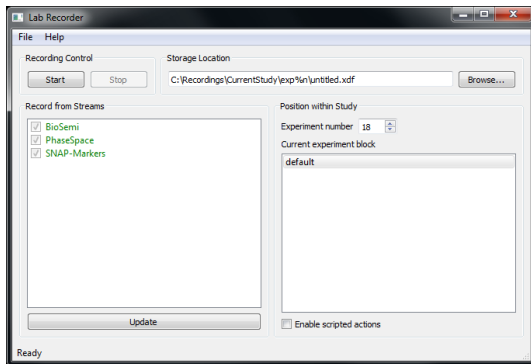 Lab Recorder
File Help
Recording Control
Start Stop
Storage Location
C:\Recordings\CurrentStudy\exp%n\untitled.xdf Browse...
Record from Streams
BioSemi
PhaseSpace
SNAP-Markers
Update
Position within Study
Experiment number 18
Current experiment block
default
Enable scripted actions
Ready